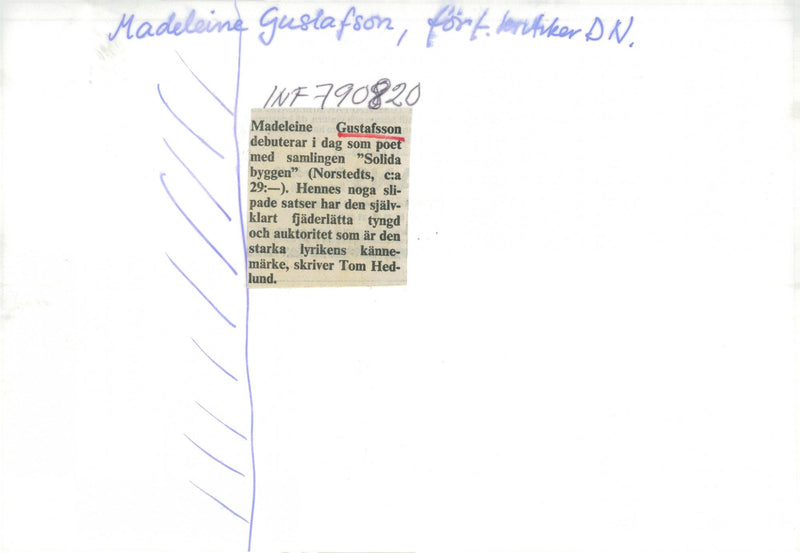 Madeleine Gustafson, förf. kritiker DN.
INF 790820
Madeleine Gustafsson
debuterar i dag som poet
med samlingen ”Solida
byggen” (Norstedts, c:a
29:—). Hennes noga sli-
pade satser har den själv-
klart fjäderlätta tyngd
och auktoritet som är den
starka lyrikens känne-
märke, skriver Tom Hed-
lund.